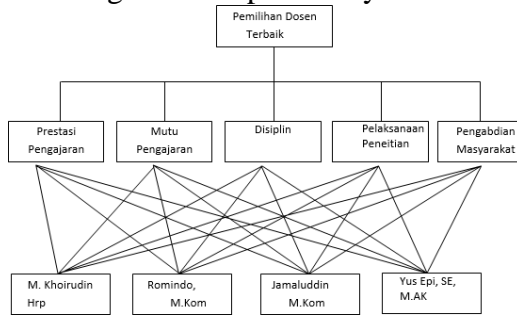 Pemilihan Dosen
Terbaik
Prestasi
Pengajaran
Mutu
Pengajaran
Disiplin
Pelaksanaan
Peneitian
Pengabdian
Masyarakat
M. Khoirudin
Hrp
Romindo,
M.Kom
Jamaluddin
M.Kom
Yus Epi, SE,
M.AK